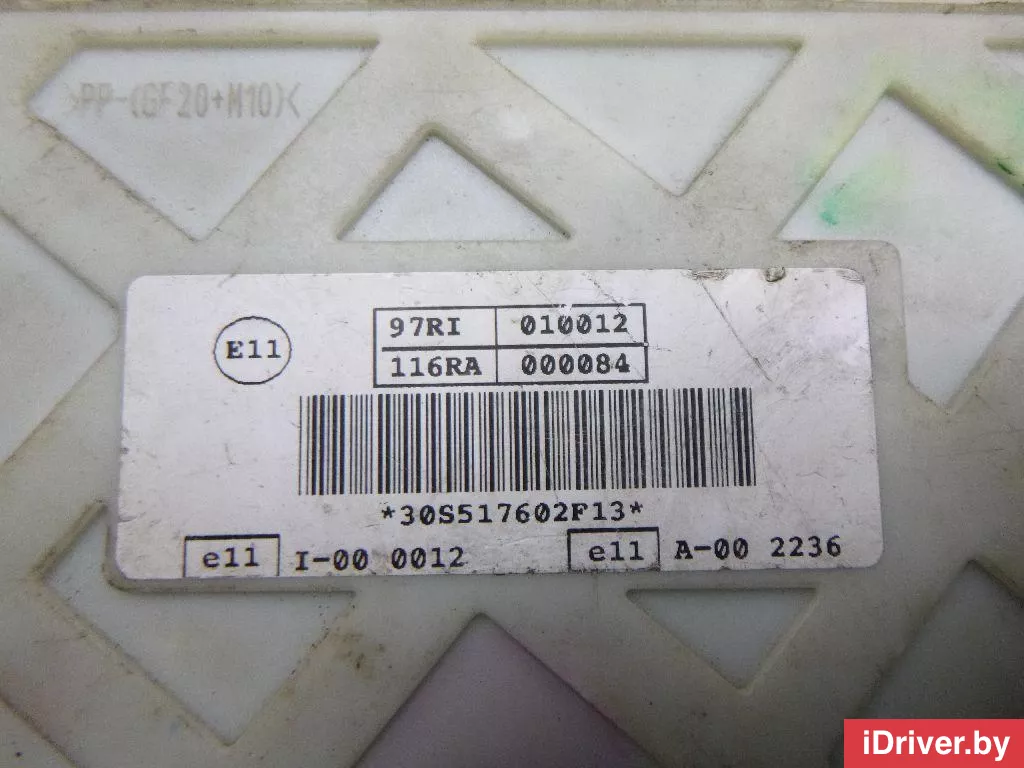 >PP-(GF20+M10)<
E11
97RI 010012
116RA 000084
*30S517602F13*
e11 I-00 0012 e11 A-00 2236
iDriver.by